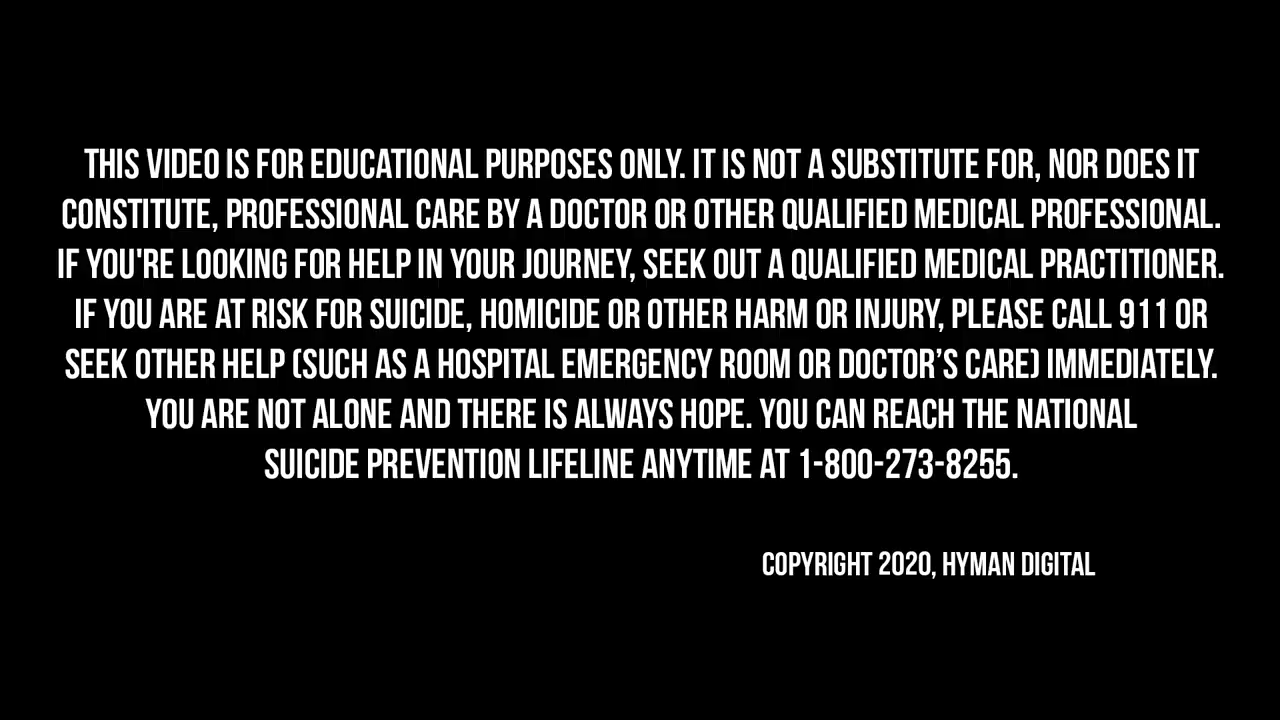 THIS VIDEO IS FOR EDUCATIONAL PURPOSES ONLY. IT IS NOT A SUBSTITUTE FOR, NOR DOES IT
CONSTITUTE, PROFESSIONAL CARE BY A DOCTOR OR OTHER QUALIFIED MEDICAL PROFESSIONAL.
IF YOU'RE LOOKING FOR HELP IN YOUR JOURNEY, SEEK OUT A QUALIFIED MEDICAL PRACTITIONER.
IF YOU ARE AT RISK FOR SUICIDE, HOMICIDE OR OTHER HARM OR INJURY, PLEASE CALL 911 OR
SEEK OTHER HELP (SUCH AS A HOSPITAL EMERGENCY ROOM OR DOCTOR’S CARE) IMMEDIATELY.
YOU ARE NOT ALONE AND THERE IS ALWAYS HOPE. YOU CAN REACH THE NATIONAL
SUICIDE PREVENTION LIFELINE ANYTIME AT 1-800-273-8255.
COPYRIGHT 2020, HYMAN DIGITAL